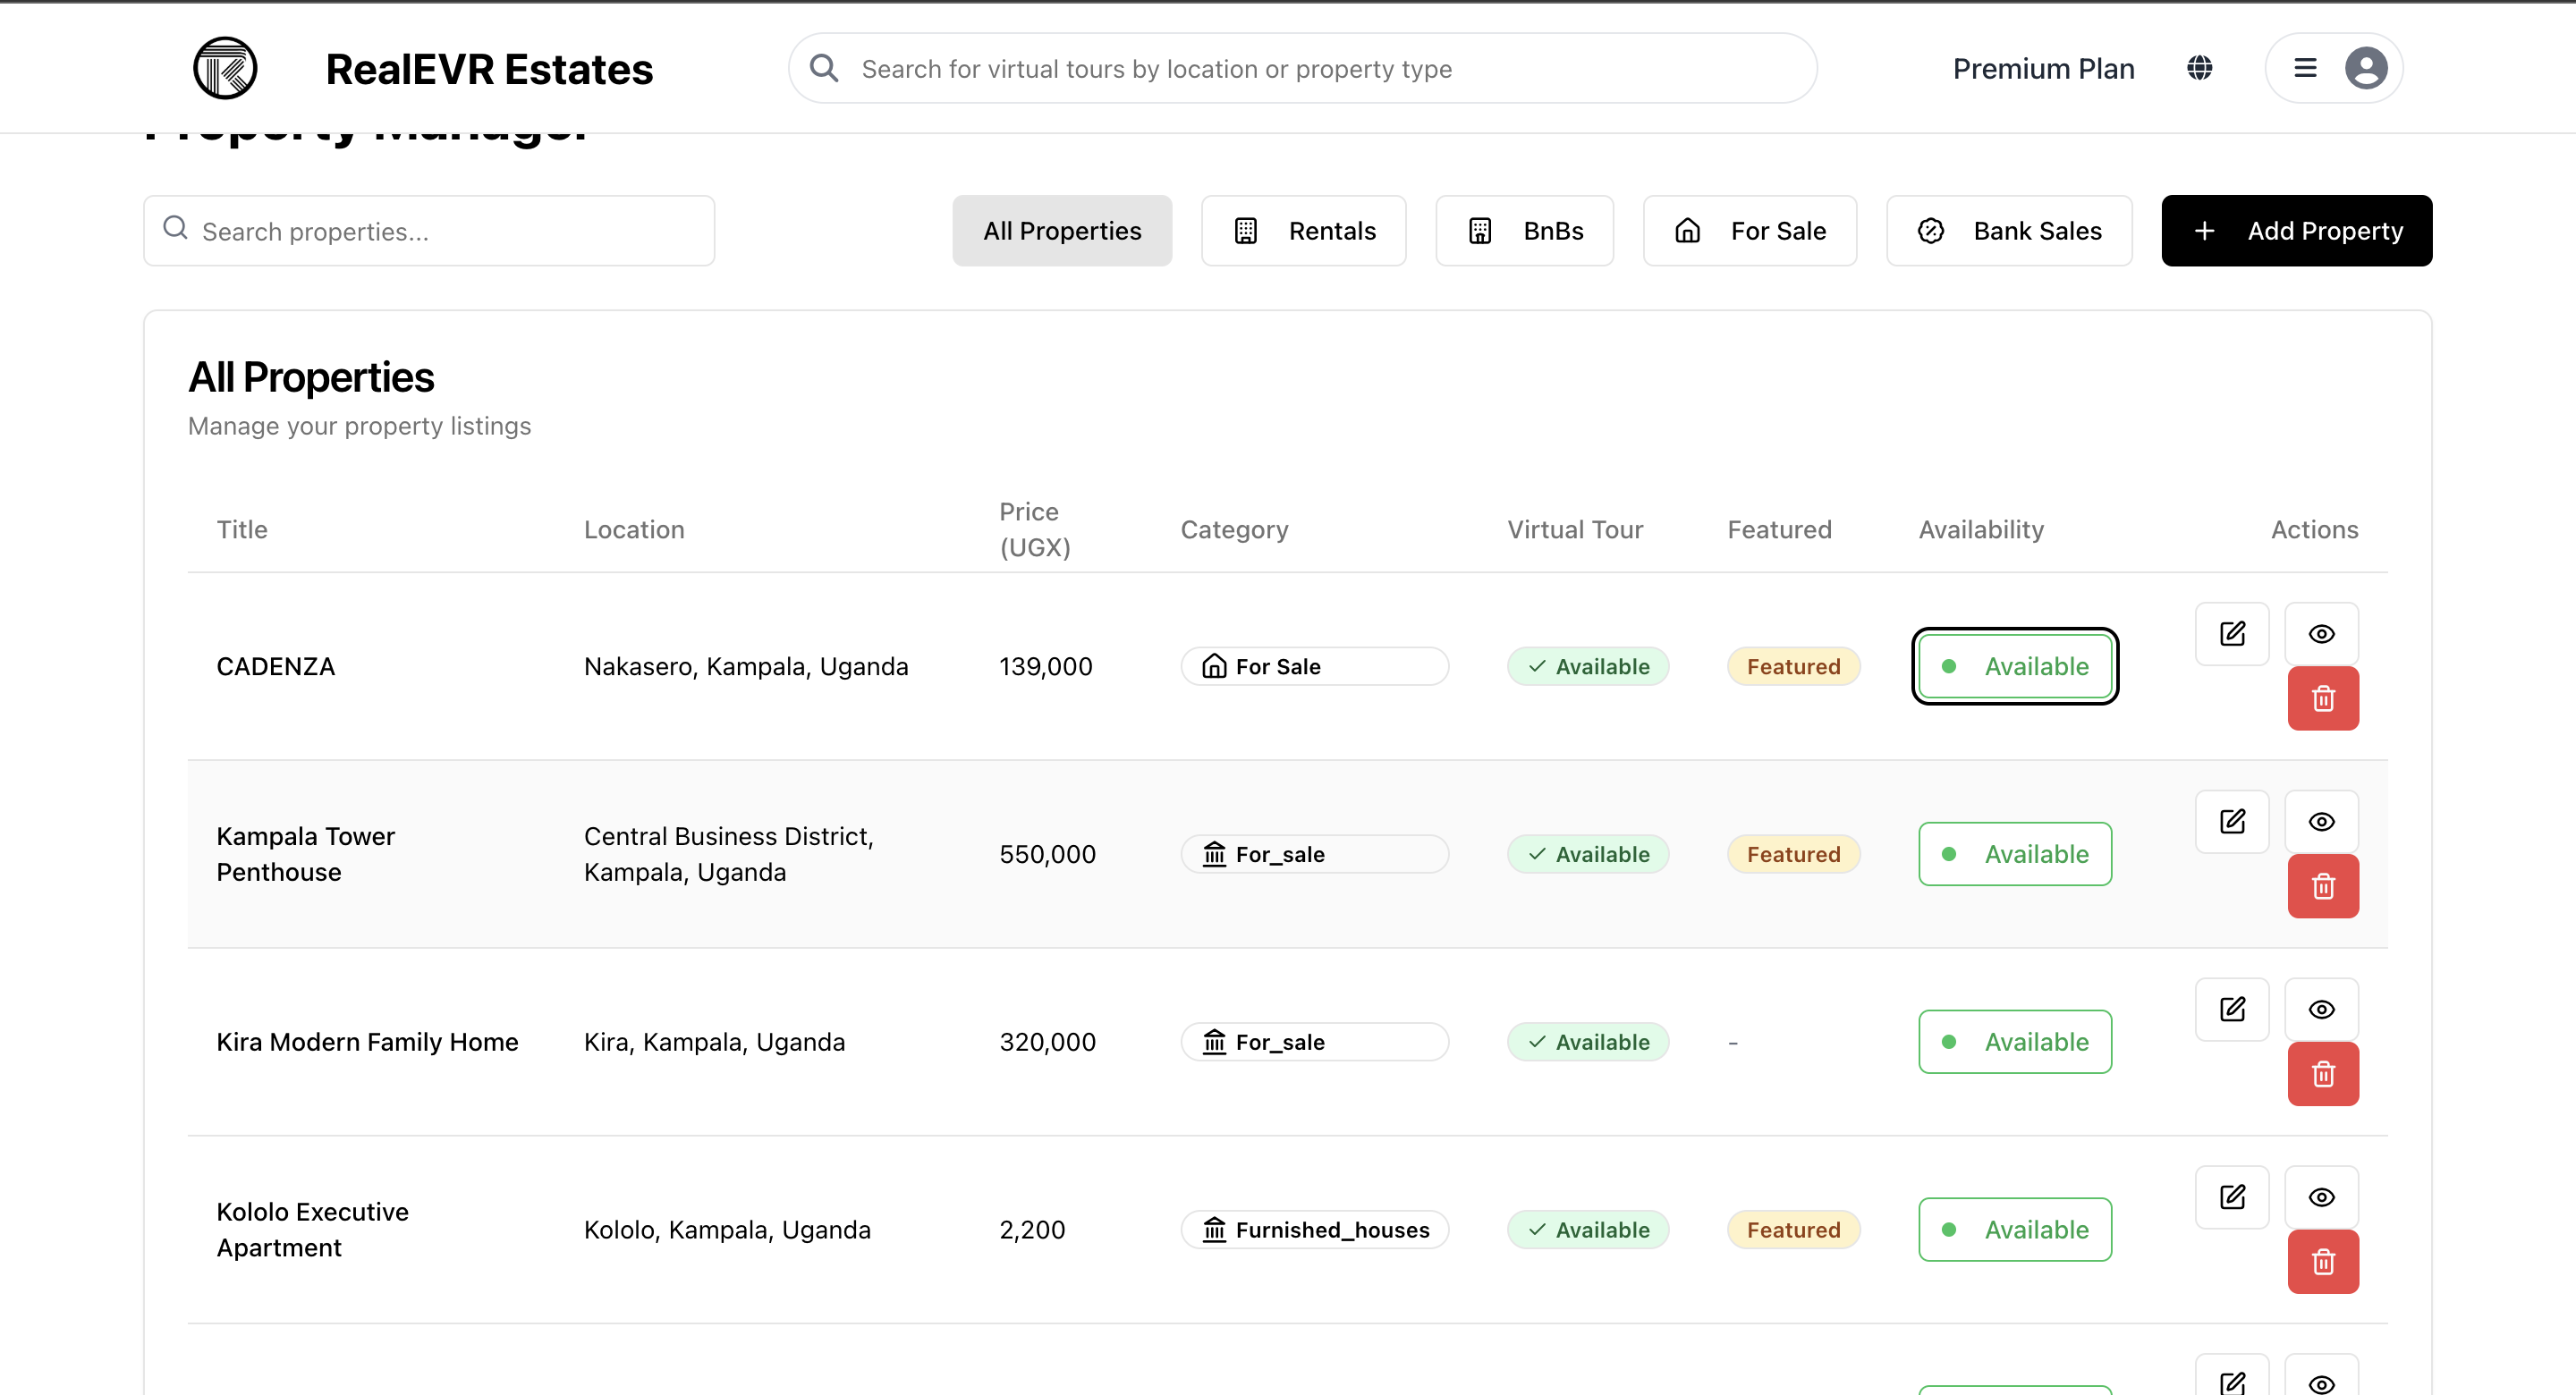 RealEVR Estates
Search for virtual tours by location or property type
Premium Plan
Property Manager
Search properties...
All Properties
Rentals
BnBs
For Sale
Bank Sales
Add Property
All Properties
Manage your property listings
Title
Location
Price
(UGX)
Category
Virtual Tour
Featured
Availability
Actions
CADENZA
Nakasero, Kampala, Uganda
139,000
For Sale
Available
Featured
Available
Kampala Tower
Penthouse
Central Business District,
Kampala, Uganda
550,000
For_sale
Available
Featured
Available
Kira Modern Family Home
Kira, Kampala, Uganda
320,000
For_sale
Available
-
Available
Kololo Executive
Apartment
Kololo, Kampala, Uganda
2,200
Furnished_houses
Available
Featured
Available